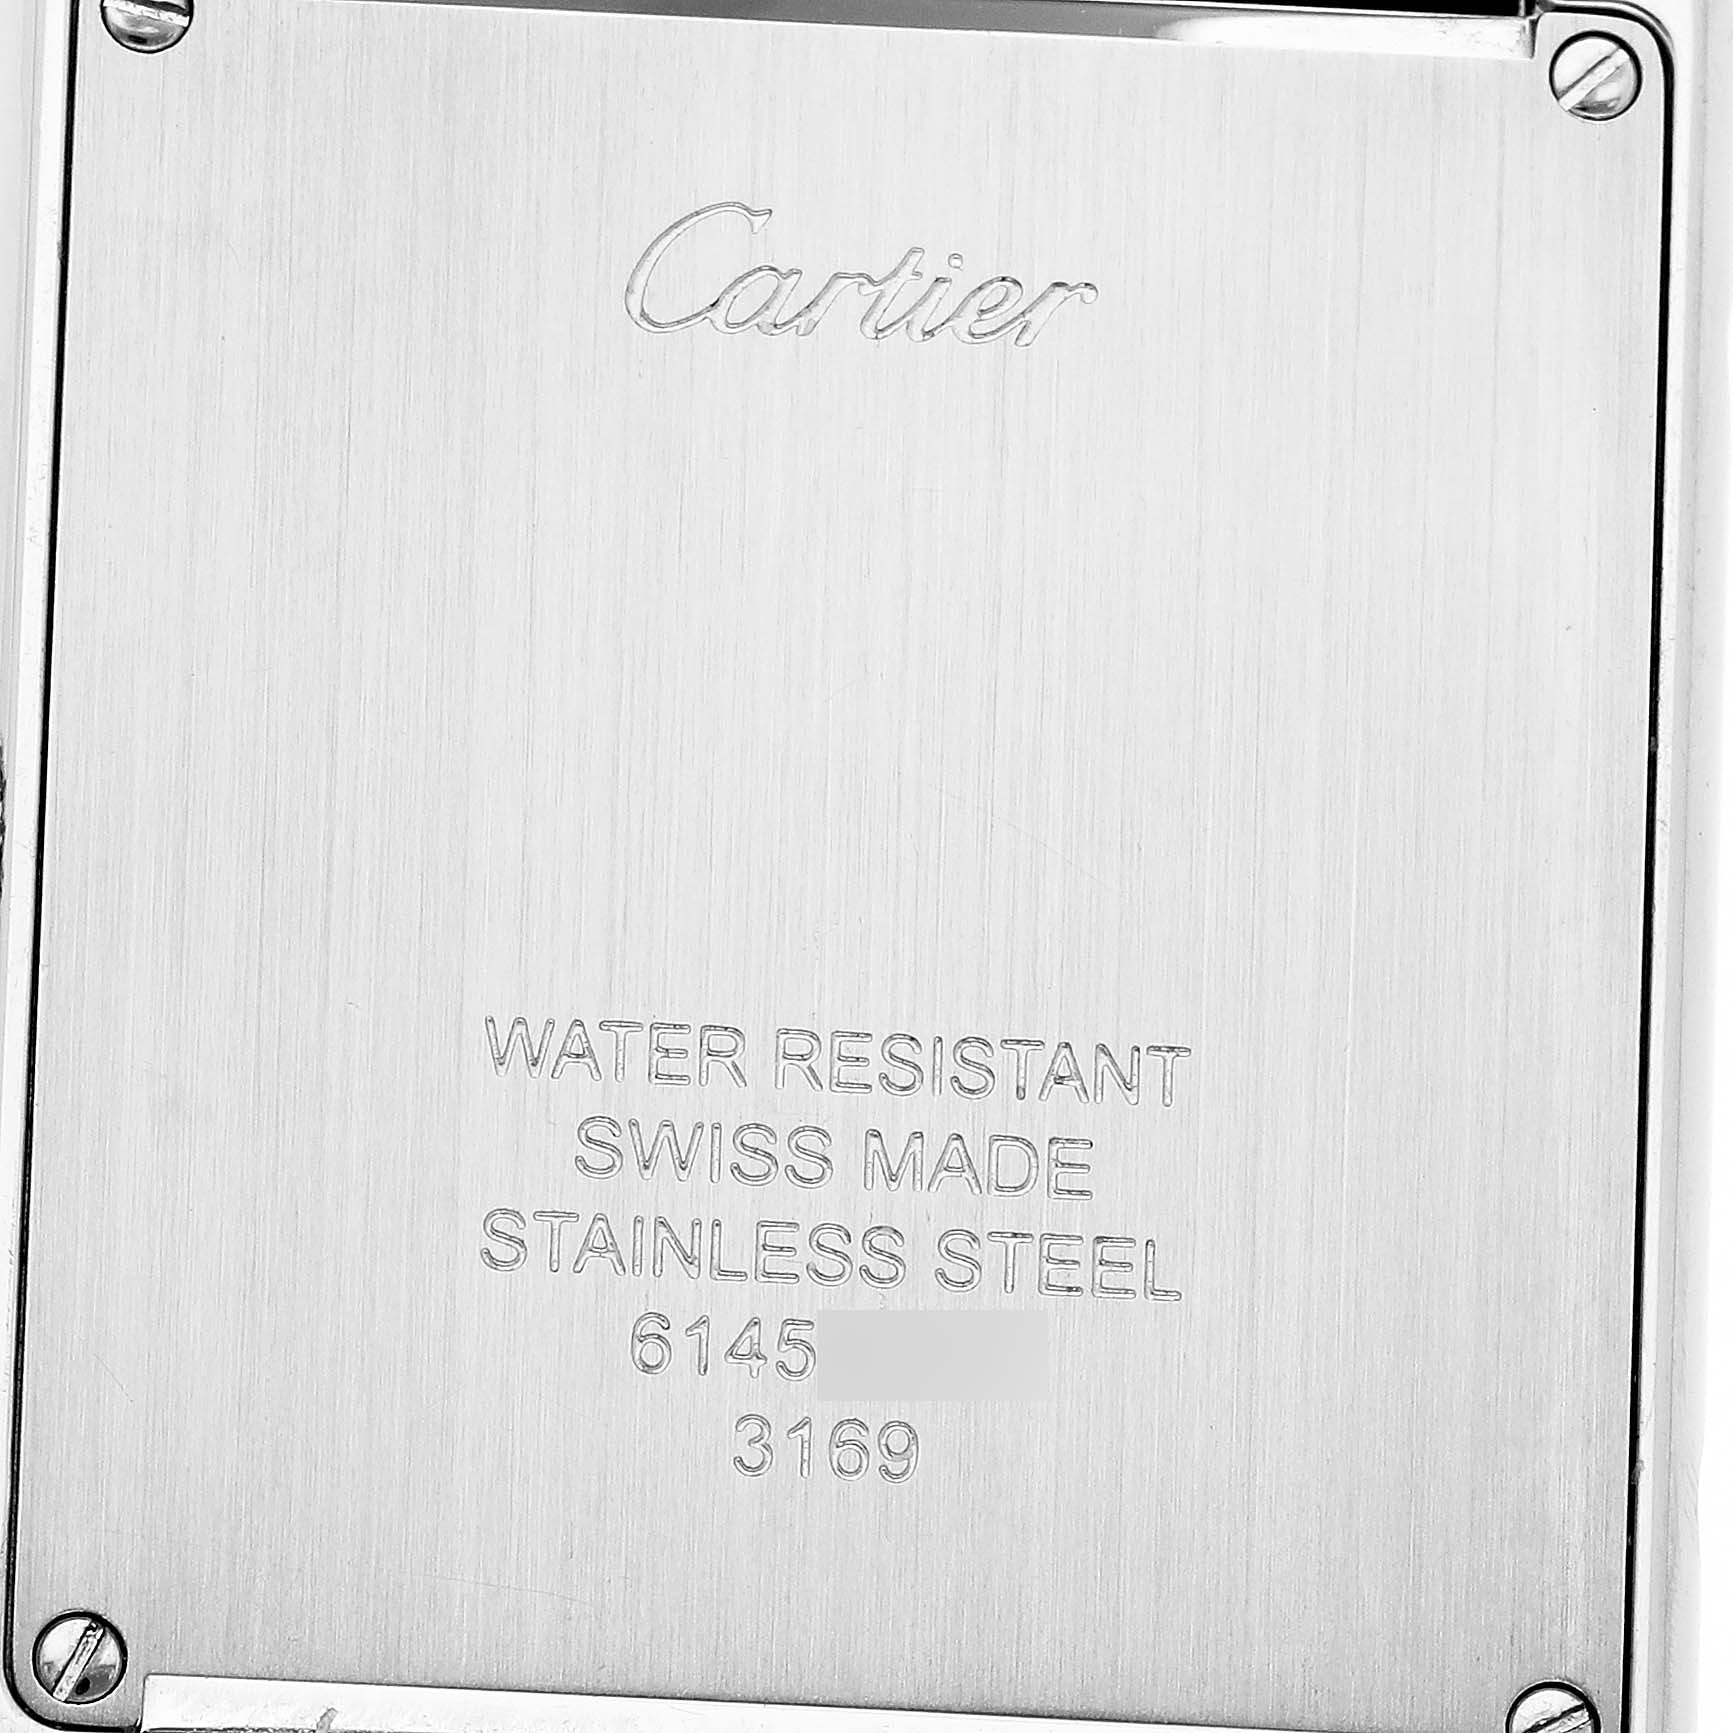 Cartier
WATER RESISTANT
SWISS MADE
STAINLESS STEEL
6145
3169